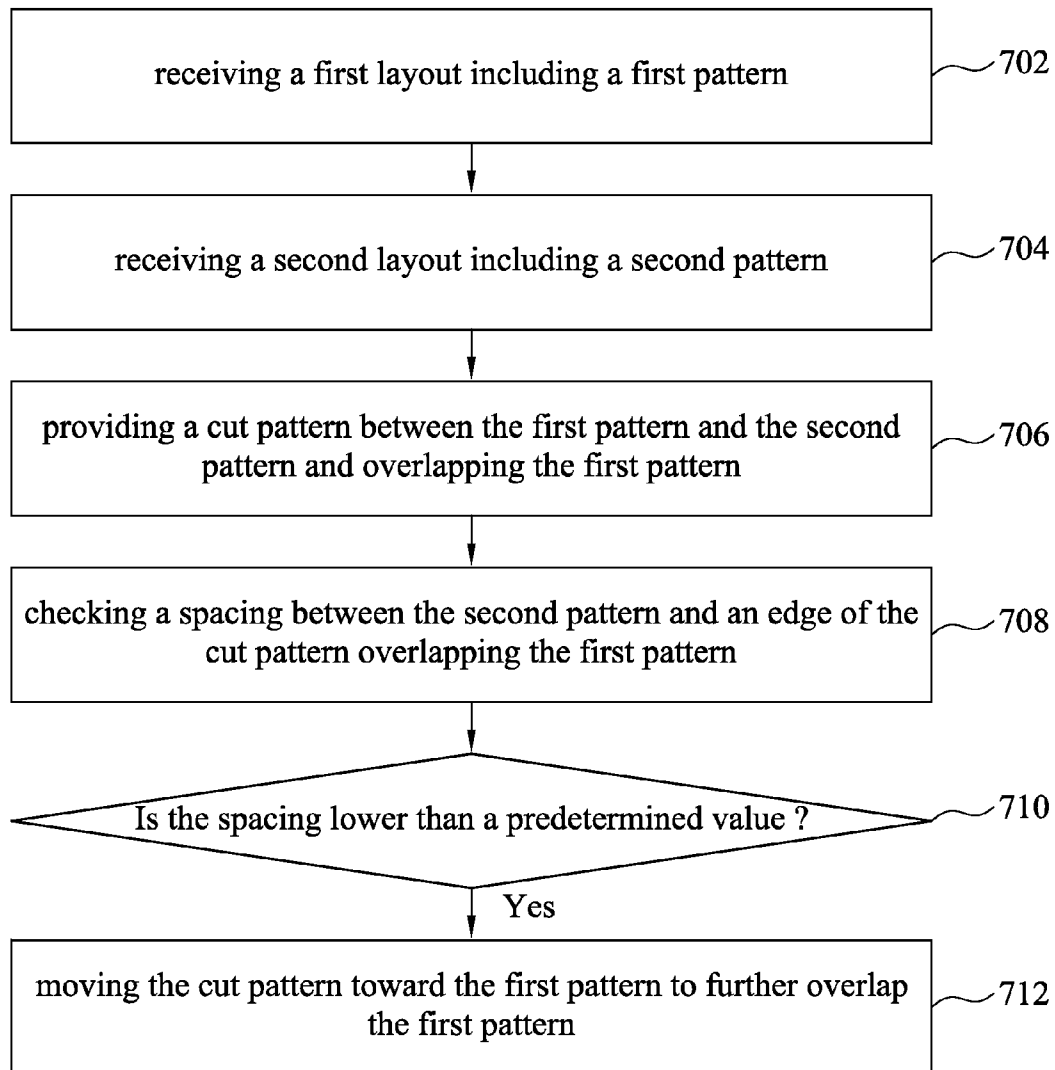 receiving a first layout including a first pattern
702
receiving a second layout including a second pattern
704
providing a cut pattern between the first pattern and the second
pattern and overlapping the first pattern
706
checking a spacing between the second pattern and an edge of the
cut pattern overlapping the first pattern
708
Is the spacing lower than a predetermined value ?
710
Yes
moving the cut pattern toward the first pattern to further overlap
the first pattern
712